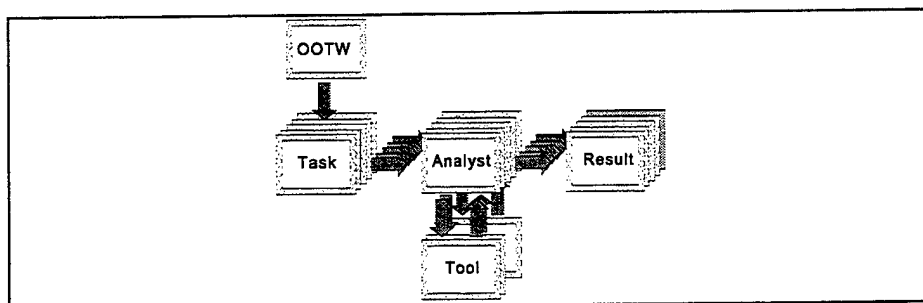 OOTW
Task
Analyst
Result
Tool